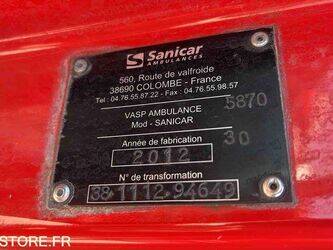 Sanicar
AMBULANCES
560, Route de valfroide
38690 COLOMBE - France
Tel : 04.76.55.87.22 - Fax : 04.76.55.98.57
VASP AMBULANCE 5870
Mod - SANICAR
Année de fabrication 30
2012
N° de transformation
38.1112.94649
STORE.FR